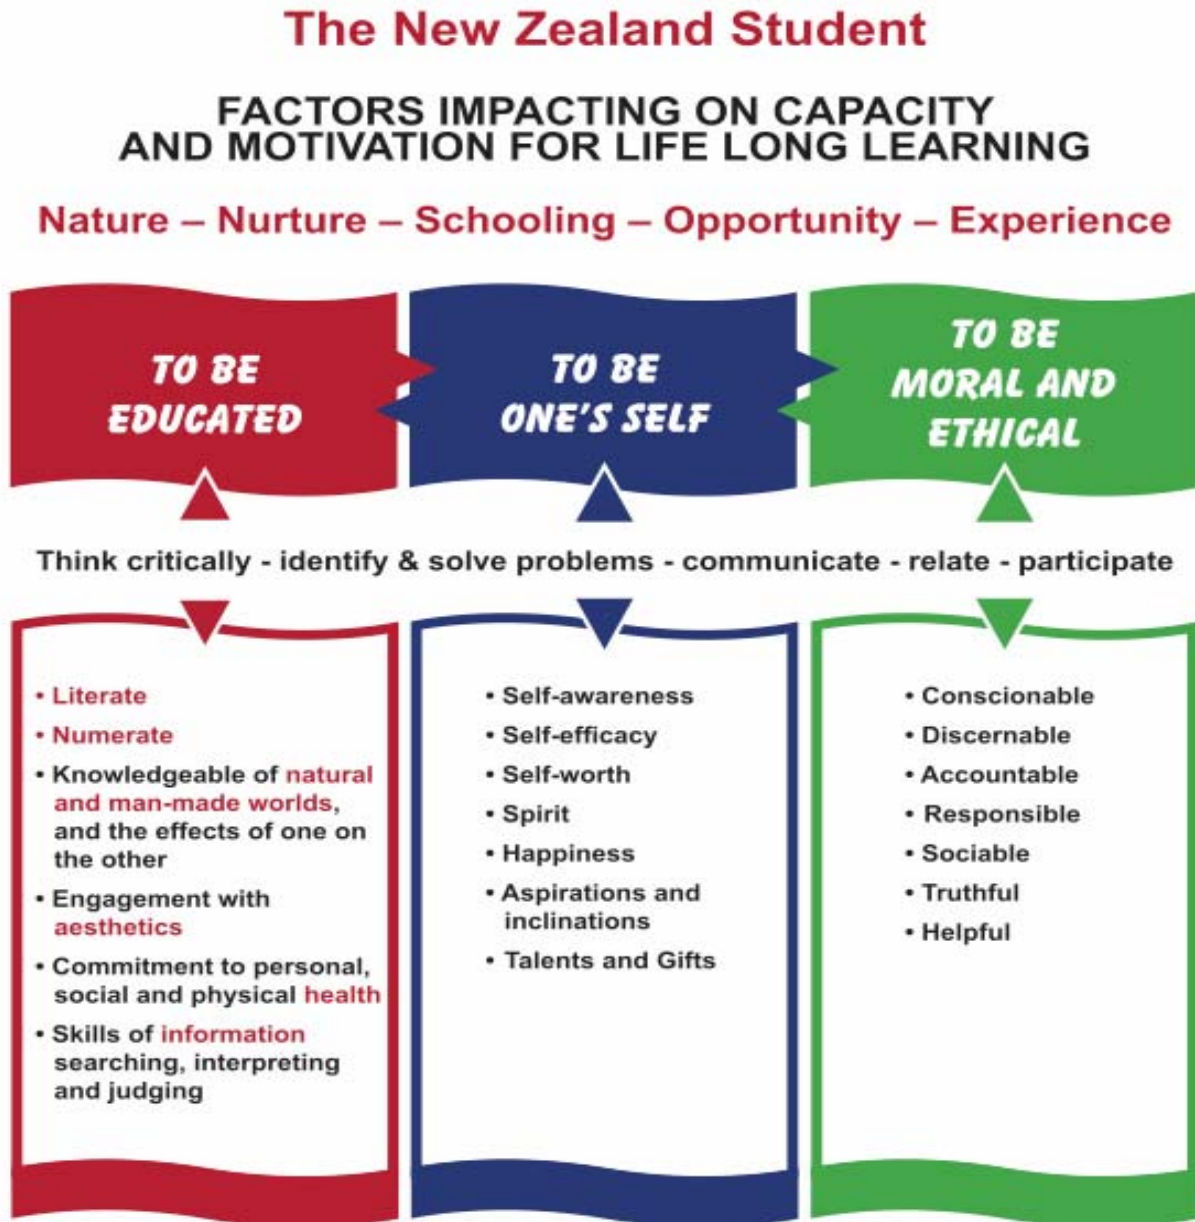 The New Zealand Student
FACTORS IMPACTING ON CAPACITY
AND MOTIVATION FOR LIFE LONG LEARNING
Nature – Nurture – Schooling – Opportunity – Experience
TO BE
EDUCATED
TO BE
ONE'S SELF
TO BE
MORAL AND
ETHICAL
Think critically - identify & solve problems - communicate - relate - participate
• Literate
• Numerate
• Knowledgeable of natural
and man-made worlds,
and the effects of one on
the other
• Engagement with
aesthetics
• Commitment to personal,
social and physical health
• Skills of information
searching, interpreting
and judging
• Self-awareness
• Self-efficacy
• Self-worth
• Spirit
• Happiness
• Aspirations and
inclinations
• Talents and Gifts
• Conscionable
• Discernable
• Accountable
• Responsible
• Sociable
• Truthful
• Helpful